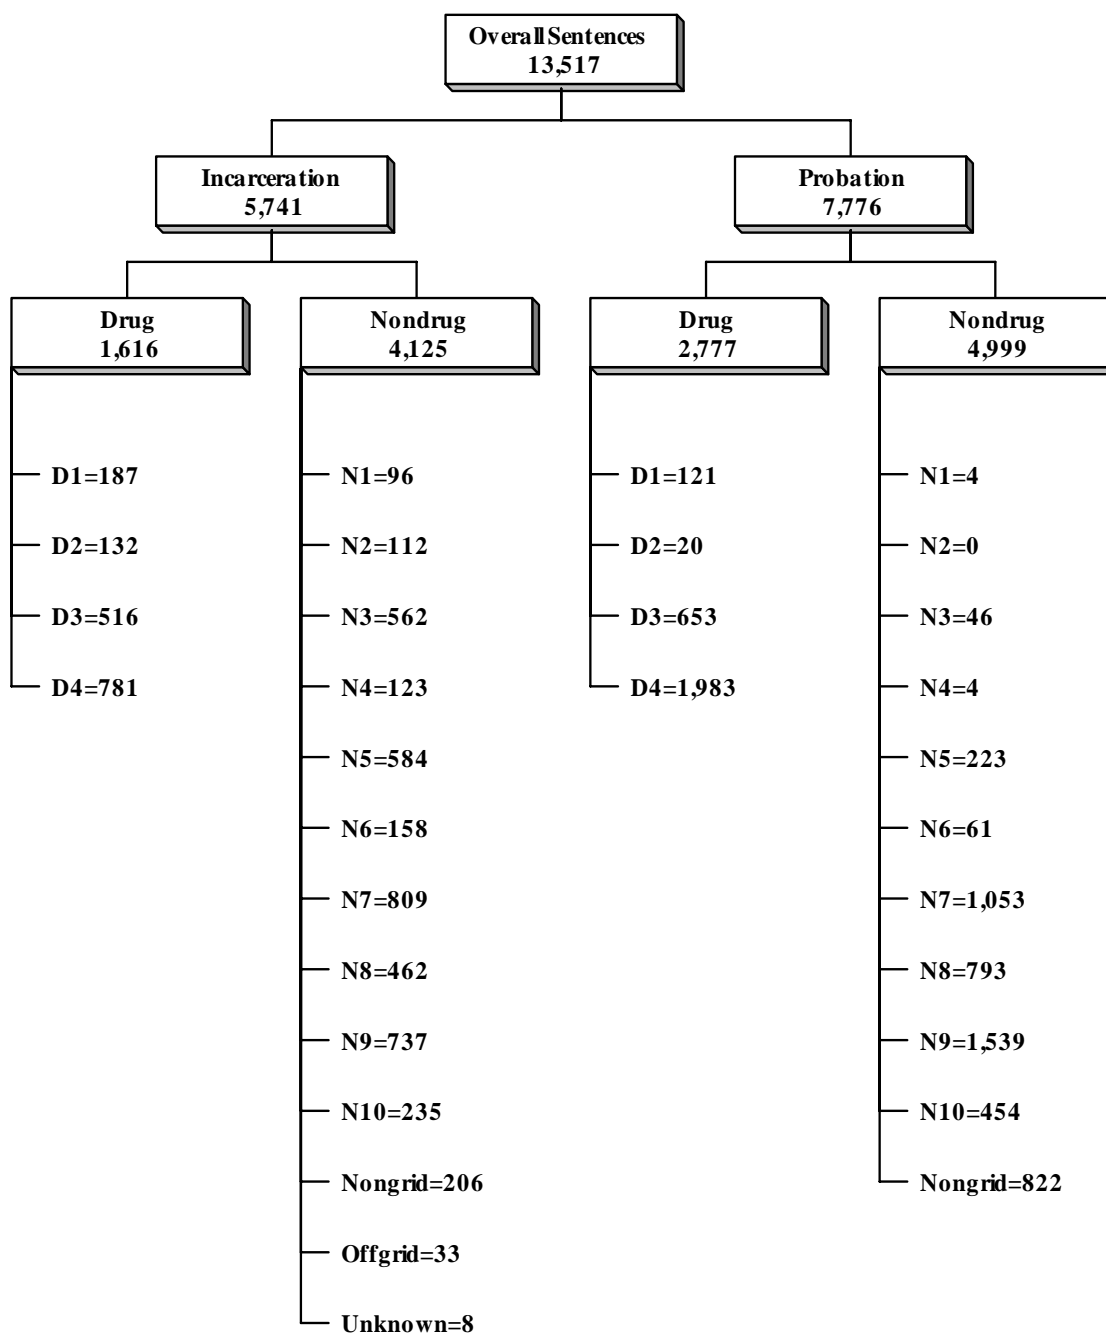 Overall Sentences
13,517
Incarceration
5,741
Probation
7,776
Drug
1,616
Nondrug
4,125
Drug
2,777
Nondrug
4,999
D1=187
D2=132
D3=516
D4=781
N1=96
N2=112
N3=562
N4=123
N5=584
N6=158
N7=809
N8=462
N9=737
N10=235
Nongrid=206
Offgrid=33
Unknown=8
D1=121
D2=20
D3=653
D4=1,983
N1=4
N2=0
N3=46
N4=4
N5=223
N6=61
N7=1,053
N8=793
N9=1,539
N10=454
Nongrid=822